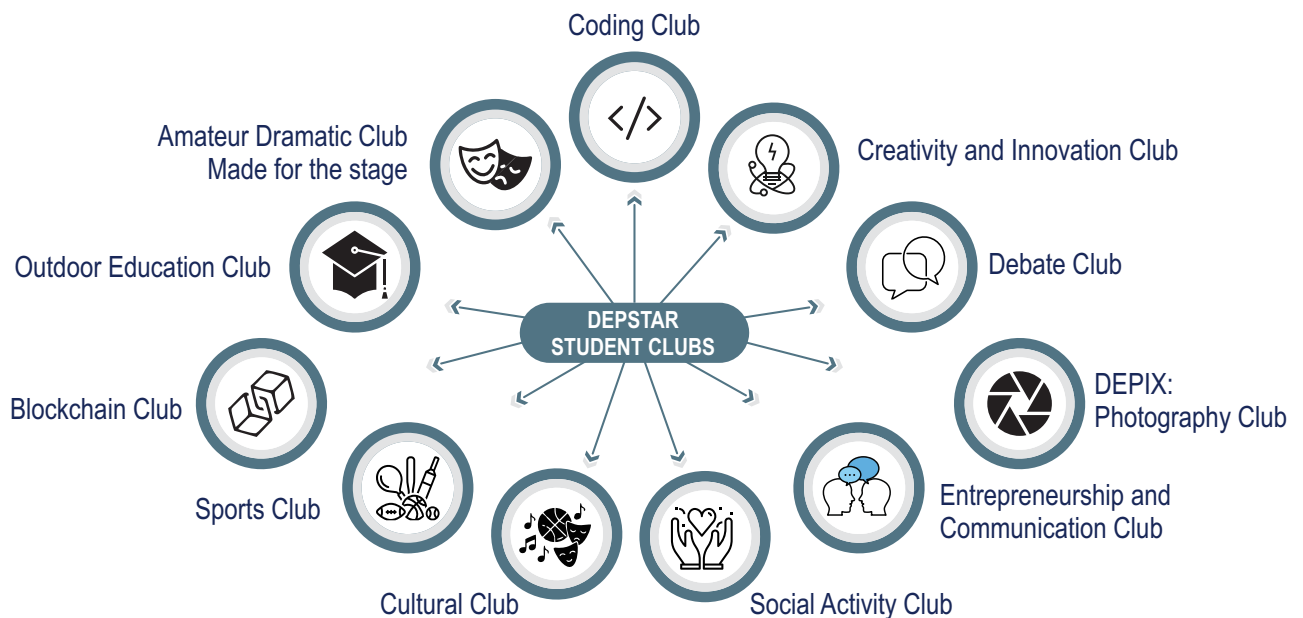 Coding Club
Amateur Dramatic Club
Made for the stage
Creativity and Innovation Club
Outdoor Education Club
Debate Club
DEPSTAR
STUDENT CLUBS
Blockchain Club
DEPIX:
Photography Club
Sports Club
Entrepreneurship and
Communication Club
Cultural Club
Social Activity Club